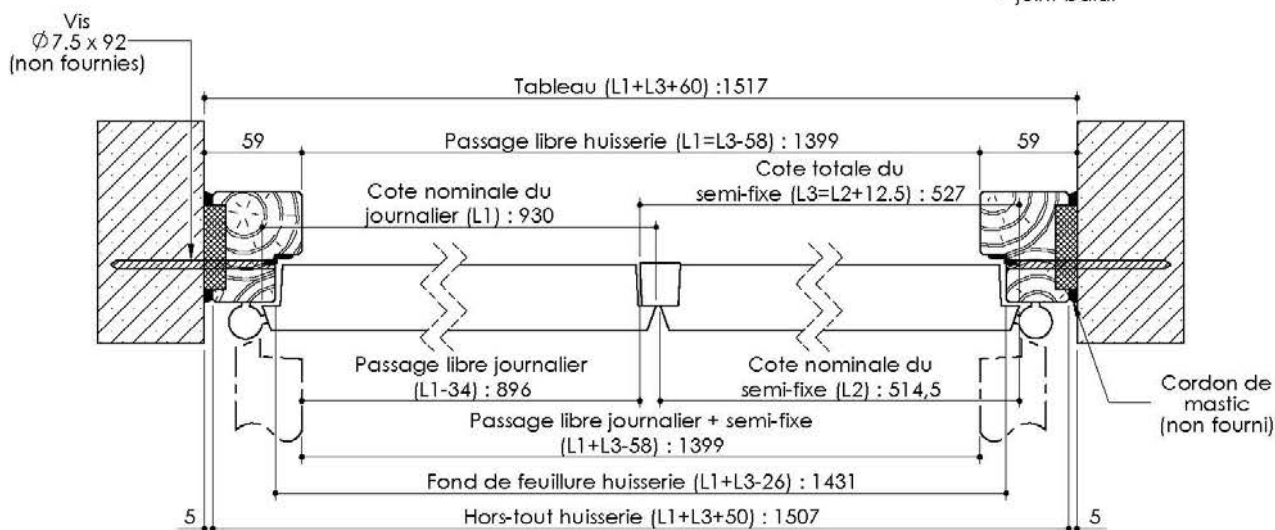 Vis
Ø7.5 x 92
(non fournies)
Tableau (L1+L3+60) :1517
59
Passage libre huisserie (L1=L3-58) : 1399
59
Cote nominale du
journalier (L1) : 930
Cote totale du
semi-fixe (L3=L2+12.5) : 527
Passage libre journalier
(L1-34) : 896
Cote nominale du
semi-fixe (L2) : 514,5
Cordon de
mastic
(non fourni)
Passage libre journalier + semi-fixe
(L1+L3-58) : 1399
Fond de feuillure huisserie (L1+L3-26) : 1431
5
Hors-tout huisserie (L1+L3+50) : 1507
5